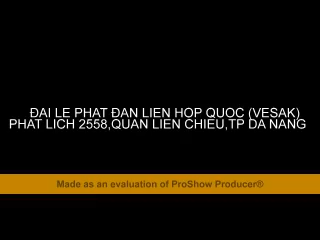 ĐAI LE PHAT ĐAN LIEN HOP QUOC (VESAK)
PHAT LICH 2558,QUAN LIEN CHIEU,TP DA NANG
Made as an evaluation of ProShow Producer®